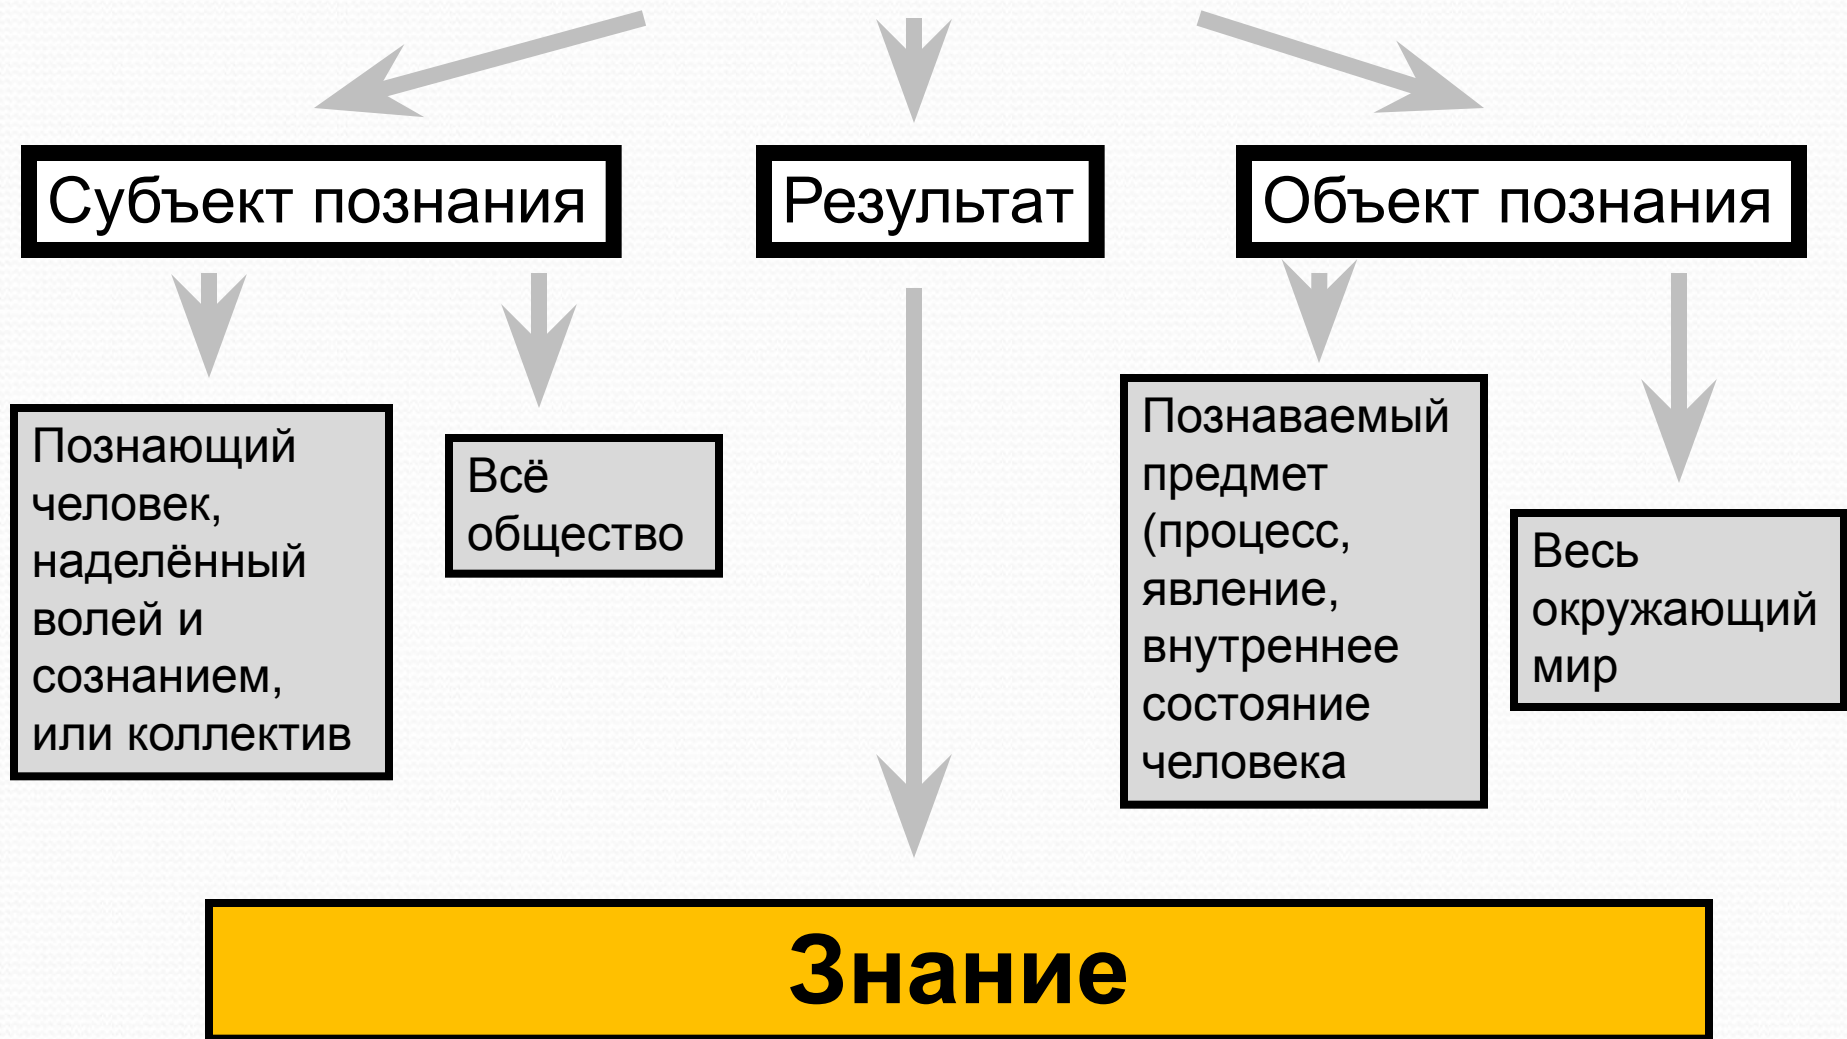 Субъект познания
Результат
Объект познания
Познающий
человек,
наделённый
волей и
сознанием,
или коллектив
Всё
общество
Познаваемый
предмет
(процесс,
явление,
внутреннее
состояние
человека
Весь
окружающий
мир
Знание